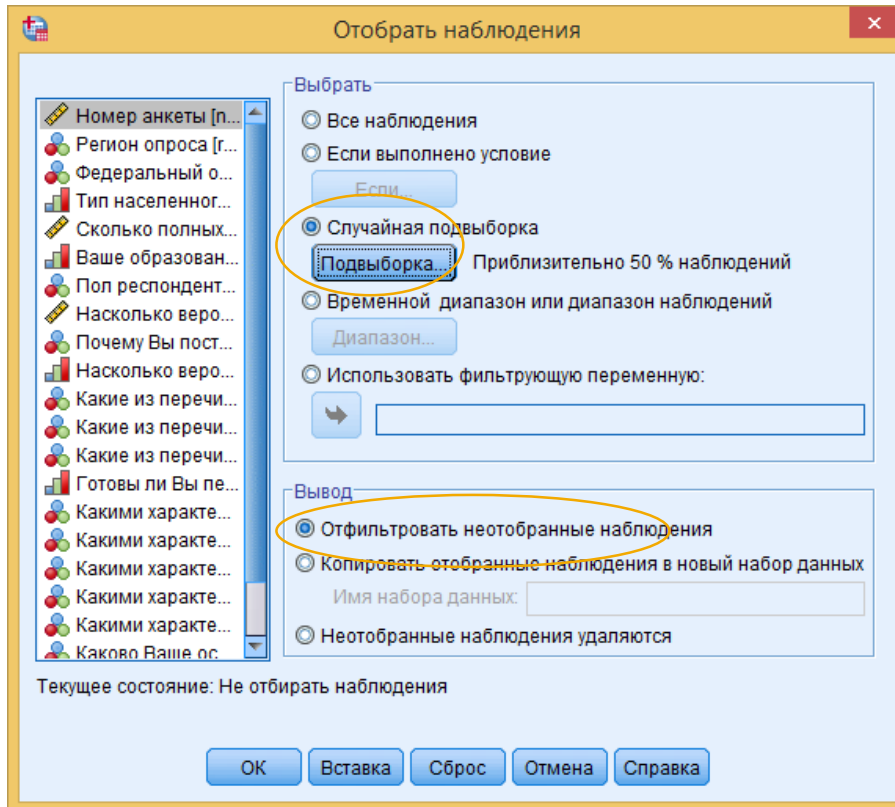 Отобрать наблюдения
Номер анкеты [n...
Регион опроса [r...
Федеральный о...
Тип населенног...
Сколько полных...
Ваше образован...
Пол респондент...
Насколько веро...
Почему Вы пост...
Насколько веро...
Какие из перечи...
Какие из перечи...
Какие из перечи...
Готовы ли Вы пе...
Какими характе...
Какими характе...
Какими характе...
Какими характе...
Какими характе...
Каково Ваше ос
Выбрать
Все наблюдения
Если выполнено условие
Если...
Случайная подвыборка
Подвыборка... Приблизительно 50 % наблюдений
Временной диапазон или диапазон наблюдений
Диапазон...
Использовать фильтрующую переменную:
Вывод
Отфильтровать неотобранные наблюдения
Копировать отобранные наблюдения в новый набор данных
Имя набора данных:
Неотобранные наблюдения удаляются
Текущее состояние: Не отбирать наблюдения
ОК Вставка Сброс Отмена Справка